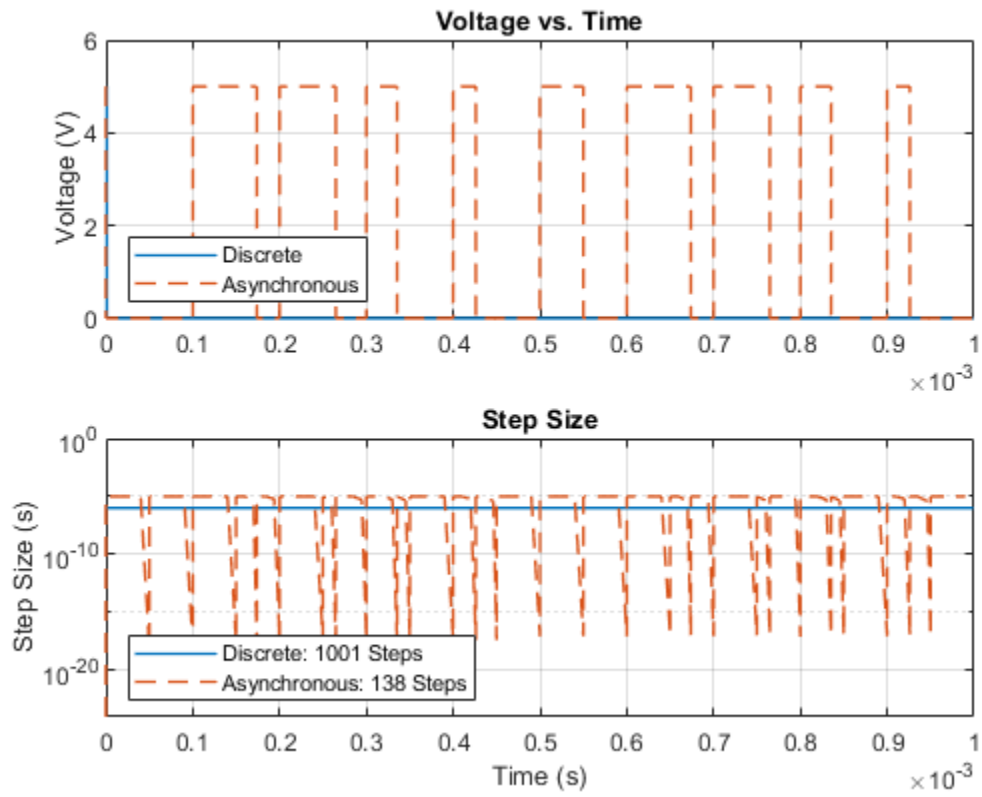 Voltage vs. Time
6
4
2
0
Voltage (V)
Discrete
Asynchronous
0 0.1 0.2 0.3 0.4 0.5 0.6 0.7 0.8 0.9 1
×10-3
Step Size
100
10-10
10-20
Step Size (s)
Discrete: 1001 Steps
Asynchronous: 138 Steps
0 0.1 0.2 0.3 0.4 0.5 0.6 0.7 0.8 0.9 1
Time (s)
×10-3